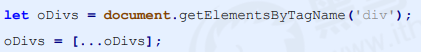 let oDivs = document.getElementsByTagName('div');
oDivs = [...oDivs];